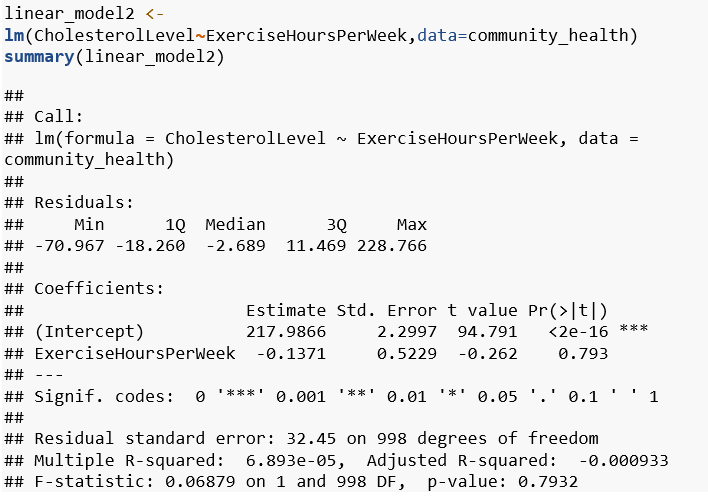 linear_model2 <-
lm(CholesterolLevel~ExerciseHoursPerWeek,data=community_health)
summary(linear_model2)
##
## Call:
## lm(formula = CholesterolLevel ~ ExerciseHoursPerWeek, data =
community_health)
##
## Residuals:
##     Min      1Q  Median      3Q     Max
## -70.967 -18.260  -2.689  11.469 228.766
##
## Coefficients:
##                      Estimate Std. Error t value Pr(>|t|)
## (Intercept)          217.9866     2.2997  94.791   <2e-16 ***
## ExerciseHoursPerWeek  -0.1371     0.5229  -0.262    0.793
## ---
## Signif. codes:  0 '***' 0.001 '**' 0.01 '*' 0.05 '.' 0.1 ' ' 1
##
## Residual standard error: 32.45 on 998 degrees of freedom
## Multiple R-squared:  6.893e-05,  Adjusted R-squared:  -0.000933
## F-statistic: 0.06879 on 1 and 998 DF,  p-value: 0.7932